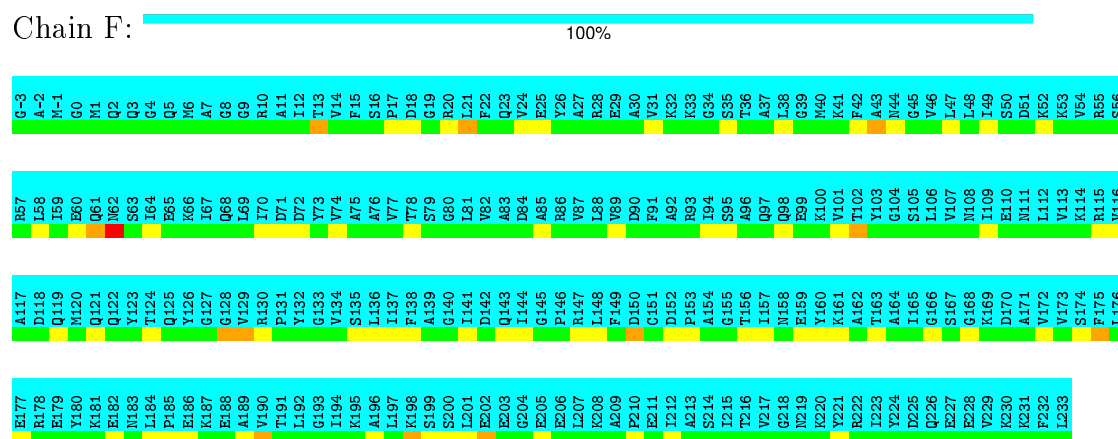 Chain F:
100%
G-3 A-2 M-1 G0 M1 Q2 Q3 G4 Q5 M6 A7 G8 G9 R10 A11 I12 T13 V14 F15 S16 P17 D18 G19 R20 L21 F22 Q23 V24 E25 Y26 A27 R28 E29 A30 V31 K32 K33 G34 S35 T36 A37 L38 G39 M40 K41 F42 A43 N44 G45 V46 L47 L48 I49 S50 D51 K52 K53 V54 R55 S56
R57 L58 I59 E60 Q61 N62 S63 I64 E65 K66 I67 Q68 L69 I70 D71 D72 Y73 V74 A75 A76 V77 T78 S79 G80 L81 V82 A83 D84 A85 R86 V87 L88 V89 D90 F91 A92 R93 I94 S95 A96 Q97 Q98 E99 K100 V101 T102 Y103 G104 S105 L106 V107 N108 I109 E110 N111 L112 V113 K114 R115 V116
A117 D118 Q119 M120 Q121 Q122 Y123 T124 Q125 Y126 G127 G128 V129 R130 P131 Y132 G133 V134 S135 L136 I137 F138 A139 G140 I141 D142 Q143 I144 G145 P146 R147 L148 F149 D150 C151 D152 P153 A154 G155 T156 I157 N158 E159 Y160 K161 A162 T163 A164 I165 G166 S167 G168 K169 D170 A171 V172 V173 S174 F175 L176
E177 R178 E179 Y180 K181 E182 N183 L184 P185 E186 K187 E188 A189 V190 T191 L192 G193 I194 K195 A196 L197 K198 S199 S200 L201 E202 E203 G204 E205 E206 L207 K208 A209 P210 E211 I212 A213 S214 I215 T216 V217 G218 N219 K220 Y221 R222 I223 Y224 D225 Q226 E227 E228 V229 K230 K231 F232 L233